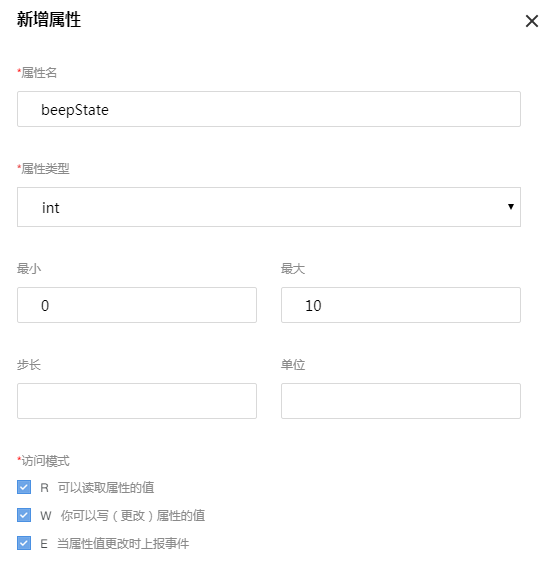 新增属性
*属性名
beepState
*属性类型
int
最小 最大
0 10
步长 单位
*访问模式
R 可以读取属性的值
W 你可以写（更改）属性的值
E 当属性值更改时上报事件